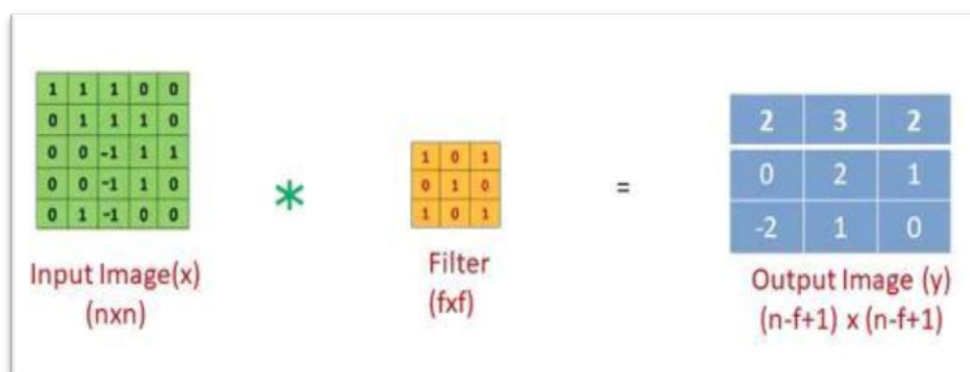 1 1 1 0 0
0 1 1 1 0
0 0 -1 1 1
0 0 -1 1 0
0 1 -1 0 0
Input Image(x)
(nxn)
*
1 0 1
0 1 0
1 0 1
Filter
(fxf)
=
2 3 2
0 2 1
-2 1 0
Output Image (y)
(n-f+1) x (n-f+1)